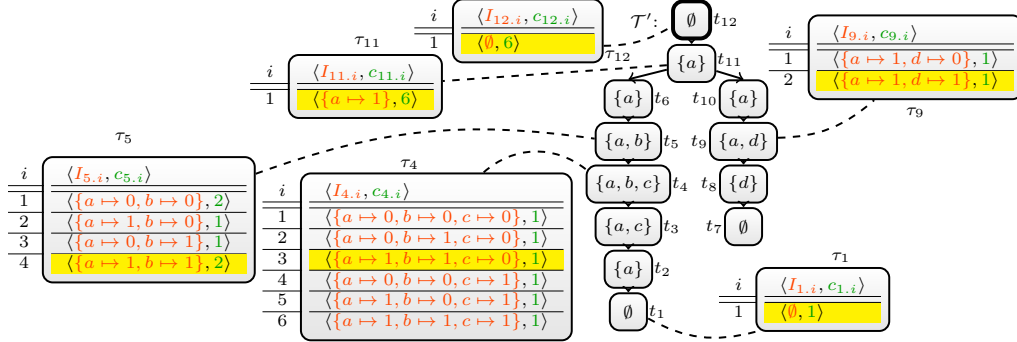 𝒯′: ∅ t₁₂
{a} t₁₁
{a} t₆
{a, b} t₅
{a, b, c} t₄
{a, c} t₃
{a} t₂
∅ t₁
t₁₀ {a}
t₉ {a, d}
t₈ {d}
t₇ ∅
i ⟨I₁₂.ᵢ, c₁₂.ᵢ⟩
1 ⟨∅, 6⟩
τ₁₂
τ₁₁
i ⟨I₁₁.ᵢ, c₁₁.ᵢ⟩
1 ⟨{a ↦ 1}, 6⟩
i ⟨I₉.ᵢ, c₉.ᵢ⟩
1 ⟨{a ↦ 1, d ↦ 0}, 1⟩
2 ⟨{a ↦ 1, d ↦ 1}, 1⟩
τ₉
τ₅
i ⟨I₅.ᵢ, c₅.ᵢ⟩
1 ⟨{a ↦ 0, b ↦ 0}, 2⟩
2 ⟨{a ↦ 1, b ↦ 0}, 1⟩
3 ⟨{a ↦ 0, b ↦ 1}, 1⟩
4 ⟨{a ↦ 1, b ↦ 1}, 2⟩
τ₄
i ⟨I₄.ᵢ, c₄.ᵢ⟩
1 ⟨{a ↦ 0, b ↦ 0, c ↦ 0}, 1⟩
2 ⟨{a ↦ 0, b ↦ 1, c ↦ 0}, 1⟩
3 ⟨{a ↦ 1, b ↦ 1, c ↦ 0}, 1⟩
4 ⟨{a ↦ 0, b ↦ 0, c ↦ 1}, 1⟩
5 ⟨{a ↦ 1, b ↦ 0, c ↦ 1}, 1⟩
6 ⟨{a ↦ 1, b ↦ 1, c ↦ 1}, 1⟩
τ₁
i ⟨I₁.ᵢ, c₁.ᵢ⟩
1 ⟨∅, 1⟩